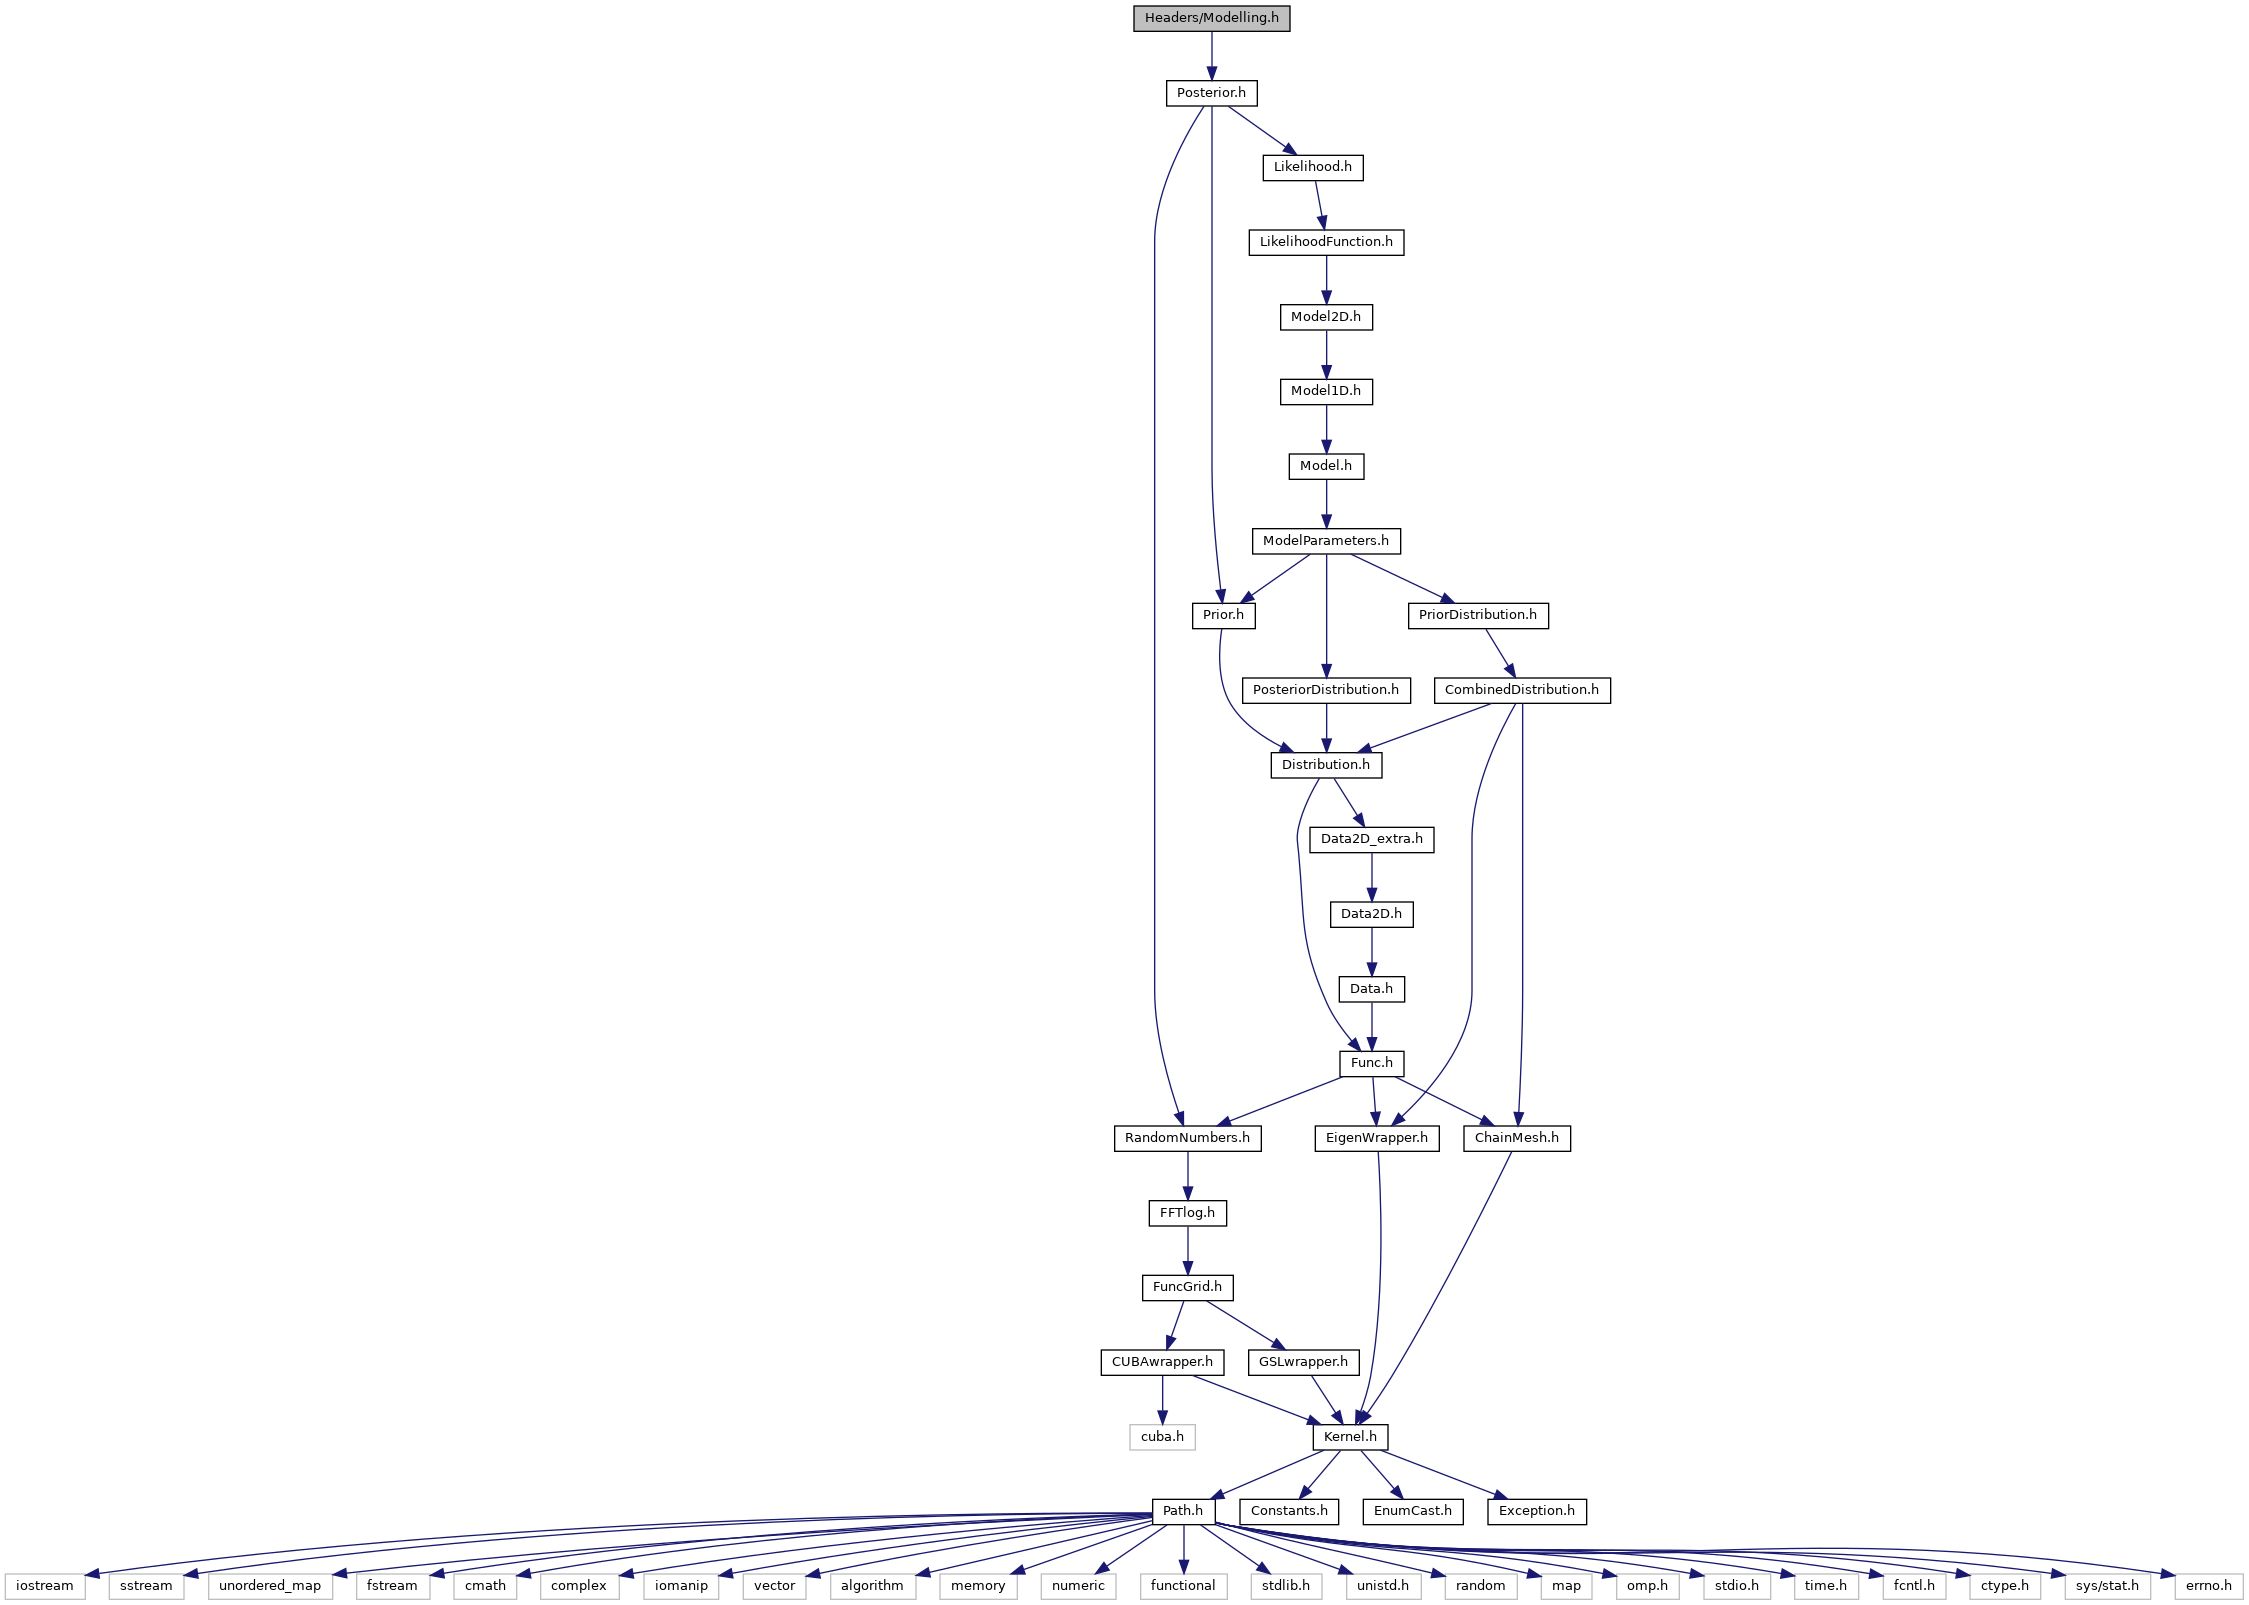 Headers/Modelling.h
Posterior.h
Likelihood.h
LikelihoodFunction.h
Model2D.h
Model1D.h
Model.h
ModelParameters.h
Prior.h
PriorDistribution.h
PosteriorDistribution.h
CombinedDistribution.h
Distribution.h
Data2D_extra.h
Data2D.h
Data.h
Func.h
RandomNumbers.h
EigenWrapper.h
ChainMesh.h
FFTlog.h
FuncGrid.h
CUBAwrapper.h
GSLwrapper.h
cuba.h
Kernel.h
Path.h
Constants.h
EnumCast.h
Exception.h
iostream
sstream
unordered_map
fstream
cmath
complex
iomanip
vector
algorithm
memory
numeric
functional
stdlib.h
unistd.h
random
map
omp.h
stdio.h
time.h
fcntl.h
ctype.h
sys/stat.h
errno.h